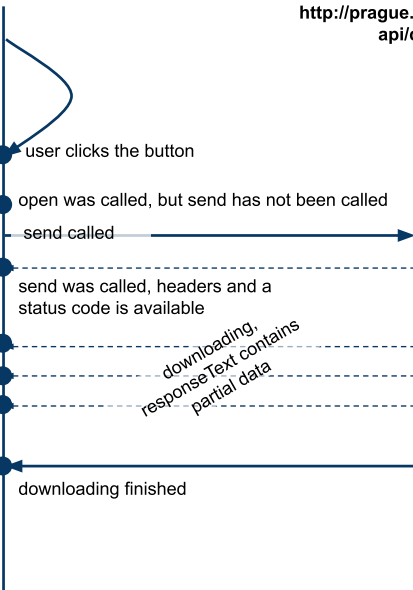 http://prague.
api/
user clicks the button
open was called, but send has not been called
send called
send was called, headers and a
status code is available
downloading,
responseText contains
partial data
downloading finished